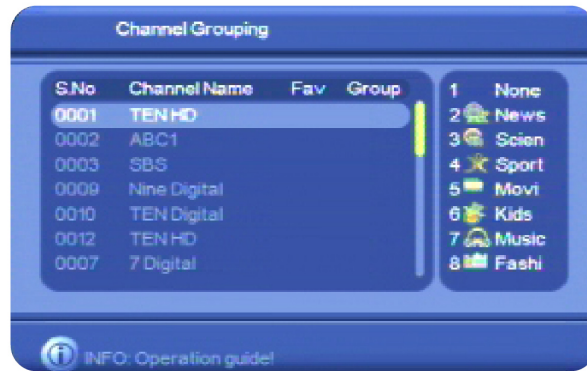 Channel Grouping
S.No Channel Name Fav Group
0001 TEN HD
0002 ABC1
0003 SBS
0009 Nine Digital
0010 TEN Digital
0012 TEN HD
0007 7 Digital
1 None
2 News
3 Scien
4 Sport
5 Movi
6 Kids
7 Music
8 Fashi
INFO: Operation guide!